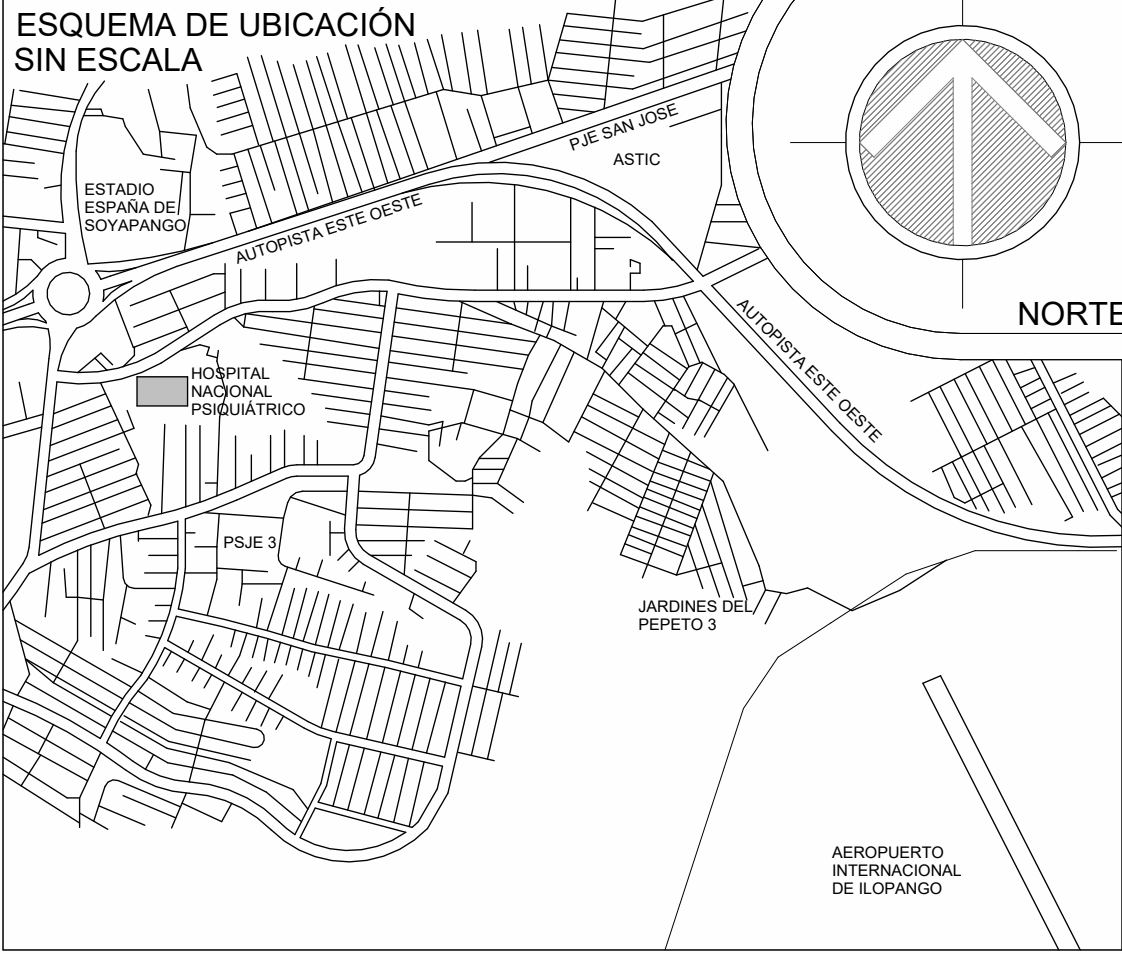 ESQUEMA DE UBICACIÓN
SIN ESCALA
PJE SAN JOSE
ASTIC
ESTADIO
ESPAÑA DE
SOYAPANGO
AUTOPISTA ESTE OESTE
NORTE
AUTOPISTA ESTE OESTE
HOSPITAL
NACIONAL
PSIQUIÁTRICO
PSJE 3
JARDINES DEL
PEPETO 3
AEROPUERTO
INTERNACIONAL
DE ILOPANGO